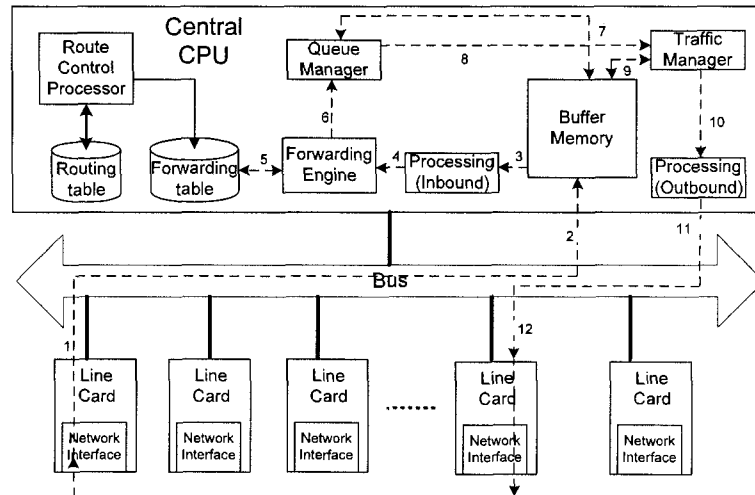 Central
CPU
Route
Control
Processor
Routing
table
Forwarding
table
Queue
Manager
Forwarding
Engine
Processing
(Inbound)
Buffer
Memory
Traffic
Manager
Processing
(Outbound)
7
8
9
10
6
5
4
3
2
11
Bus
1
12
Line
Card
Network
Interface
Line
Card
Network
Interface
Line
Card
Network
Interface
Line
Card
Network
Interface
Line
Card
Network
Interface